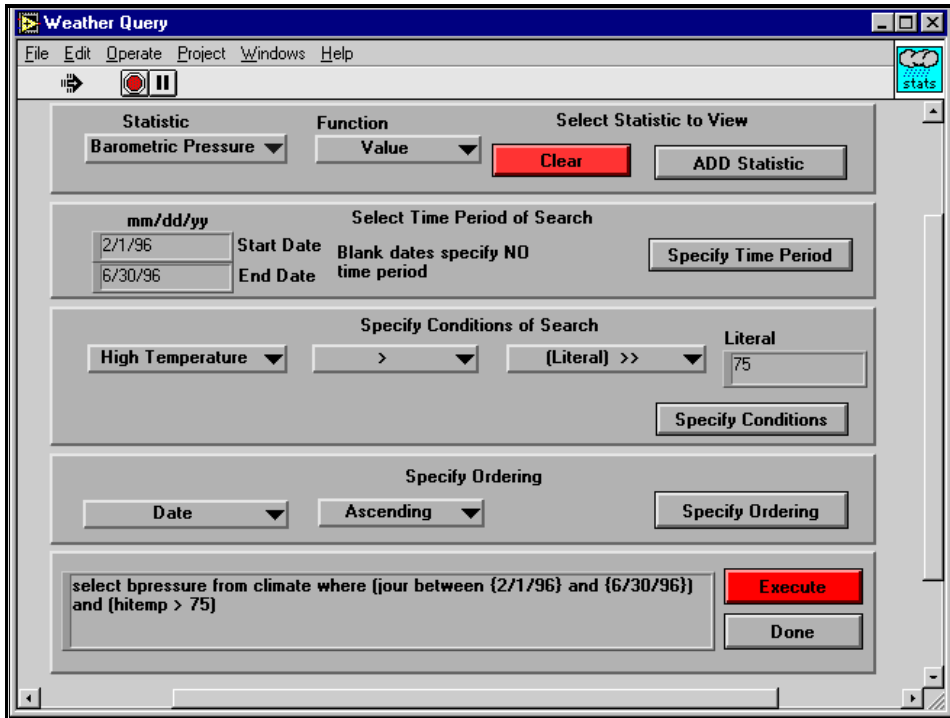 Weather Query
File Edit Operate Project Windows Help
stats
Statistic Function Select Statistic to View
Barometric Pressure Value Clear ADD Statistic
mm/dd/yy Select Time Period of Search
2/1/96 Start Date Blank dates specify NO
6/30/96 End Date time period
Specify Time Period
Specify Conditions of Search
Literal
High Temperature > (Literal) >> 75
Specify Conditions
Specify Ordering
Date Ascending Specify Ordering
select bpressure from climate where (jour between {2/1/96} and {6/30/96})
and (hitemp > 75)
Execute
Done